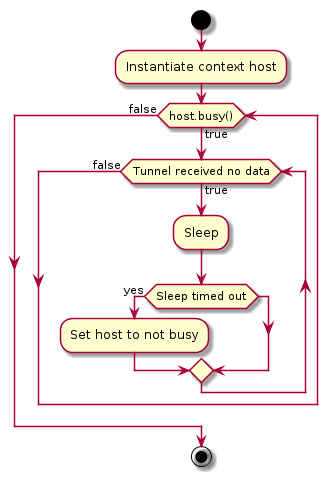 Instantiate context host
false
host.busy()
true
false
Tunnel received no data
true
Sleep
yes
Sleep timed out
Set host to not busy